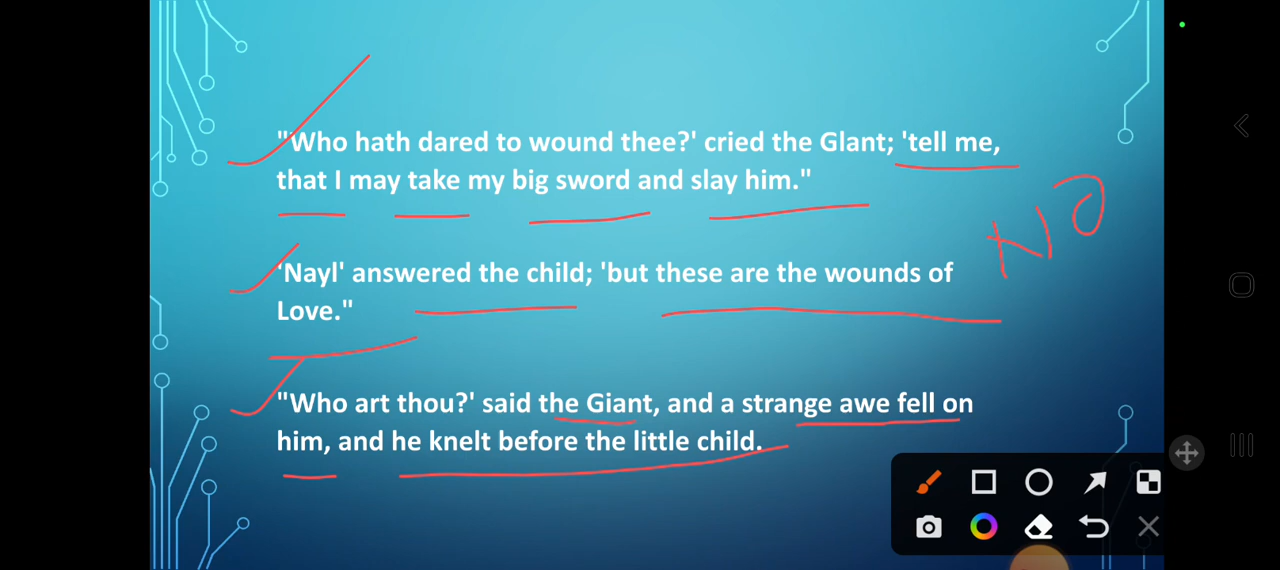 "Who hath dared to wound thee?' cried the Glant; 'tell me,
that I may take my big sword and slay him."
NO
'Nayl' answered the child; 'but these are the wounds of
Love."
"Who art thou?' said the Giant, and a strange awe fell on
him, and he knelt before the little child.